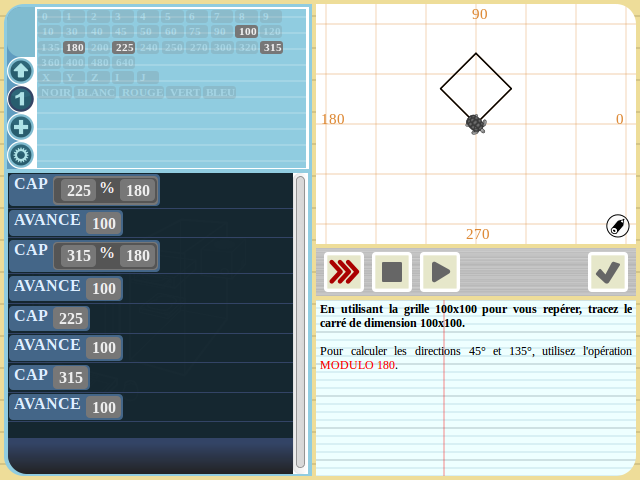 0 1 2 3 4 5 6 7 8 9
10 30 40 45 50 60 75 90 100 120
135 180 200 225 240 250 270 300 320 315
360 400 480 640
X Y Z I J
NOIR BLANC ROUGE VERT BLEU
1
CAP 225 % 180
AVANCE 100
CAP 315 % 180
AVANCE 100
CAP 225
AVANCE 100
CAP 315
AVANCE 100
90
180 0
270
En utilisant la grille 100x100 pour vous repérer, tracez le
carré de dimension 100x100.
Pour calculer les directions 45° et 135°, utilisez l'opération
MODULO 180.